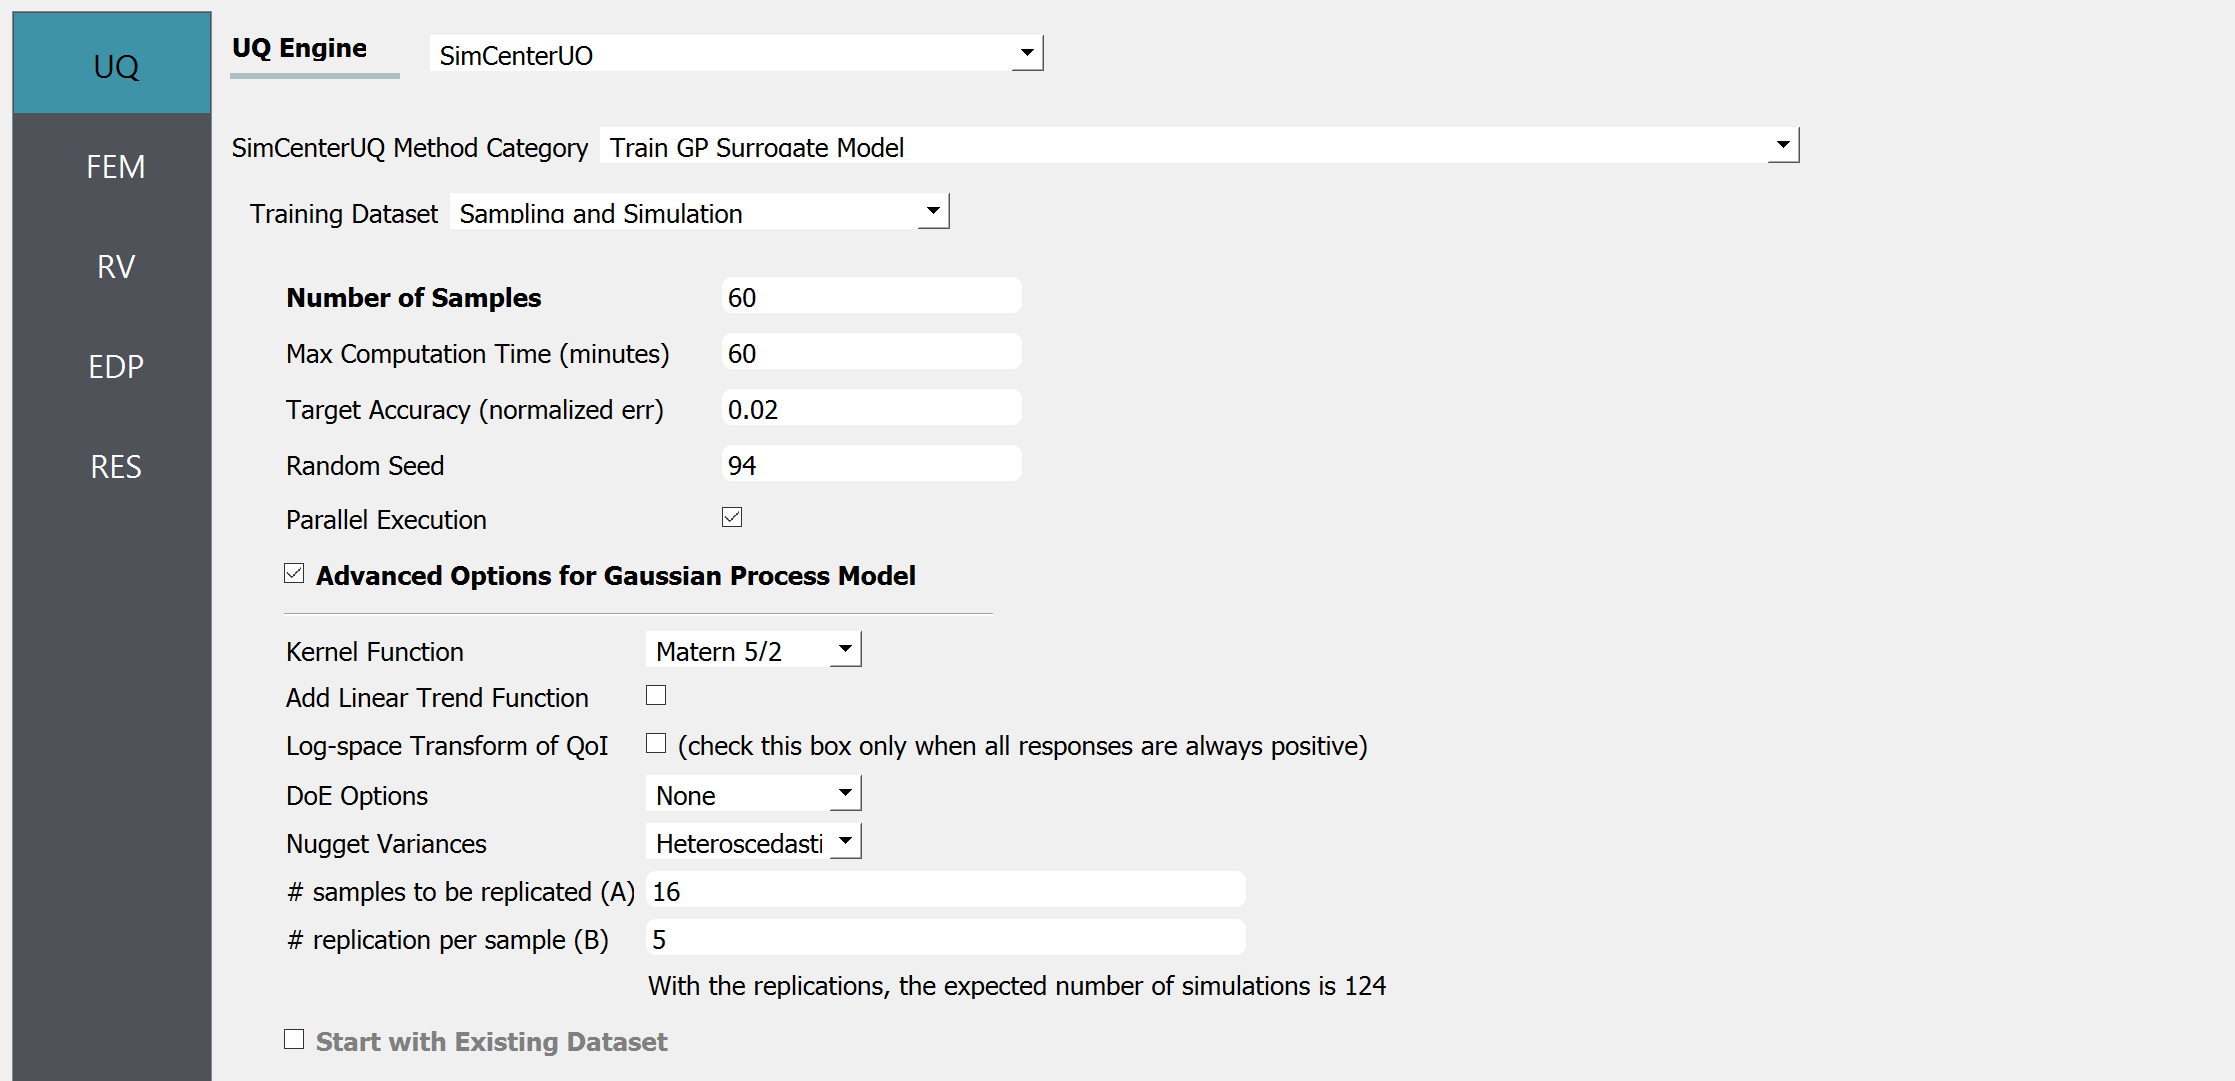 UQ
FEM
RV
EDP
RES
UQ Engine SimCenterUQ
SimCenterUQ Method Category Train GP Surrogate Model
Training Dataset Sampling and Simulation
Number of Samples 60
Max Computation Time (minutes) 60
Target Accuracy (normalized err) 0.02
Random Seed 94
Parallel Execution
Advanced Options for Gaussian Process Model
Kernel Function Matern 5/2
Add Linear Trend Function
Log-space Transform of QoI (check this box only when all responses are always positive)
DoE Options None
Nugget Variances Heteroscedasti
# samples to be replicated (A) 16
# replication per sample (B) 5
With the replications, the expected number of simulations is 124
Start with Existing Dataset